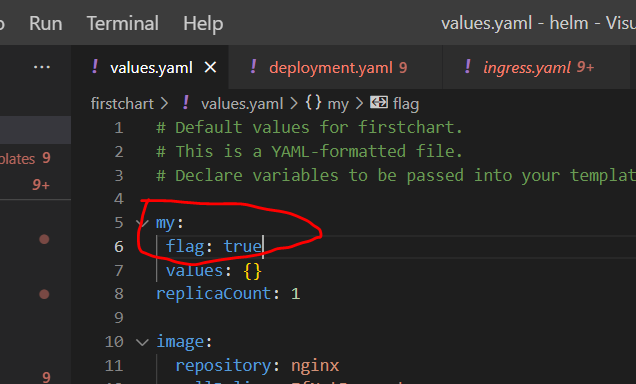 Run Terminal Help values.yaml - helm - Visu
... ! values.yaml × ! deployment.yaml 9 ! ingress.yaml 9+
firstchart > ! values.yaml > {} my > flag
1 # Default values for firstchart.
2 # This is a YAML-formatted file.
plates 9 3 # Declare variables to be passed into your templat
9+ 4
5 my:
6 flag: true
7 values: {}
8 replicaCount: 1
9
10 image:
11 repository: nginx
9